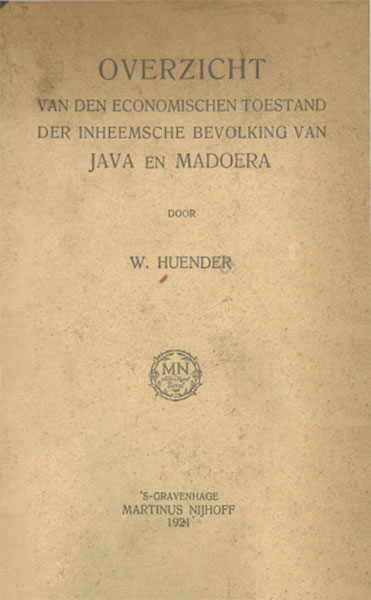 OVERZICHT
VAN DEN ECONOMISCHEN TOESTAND
DER INHEEMSCHE BEVOLKING VAN
JAVA EN MADOERA
DOOR
W. HUENDER
MN
'S-GRAVENHAGE
MARTINUS NIJHOFF
1921